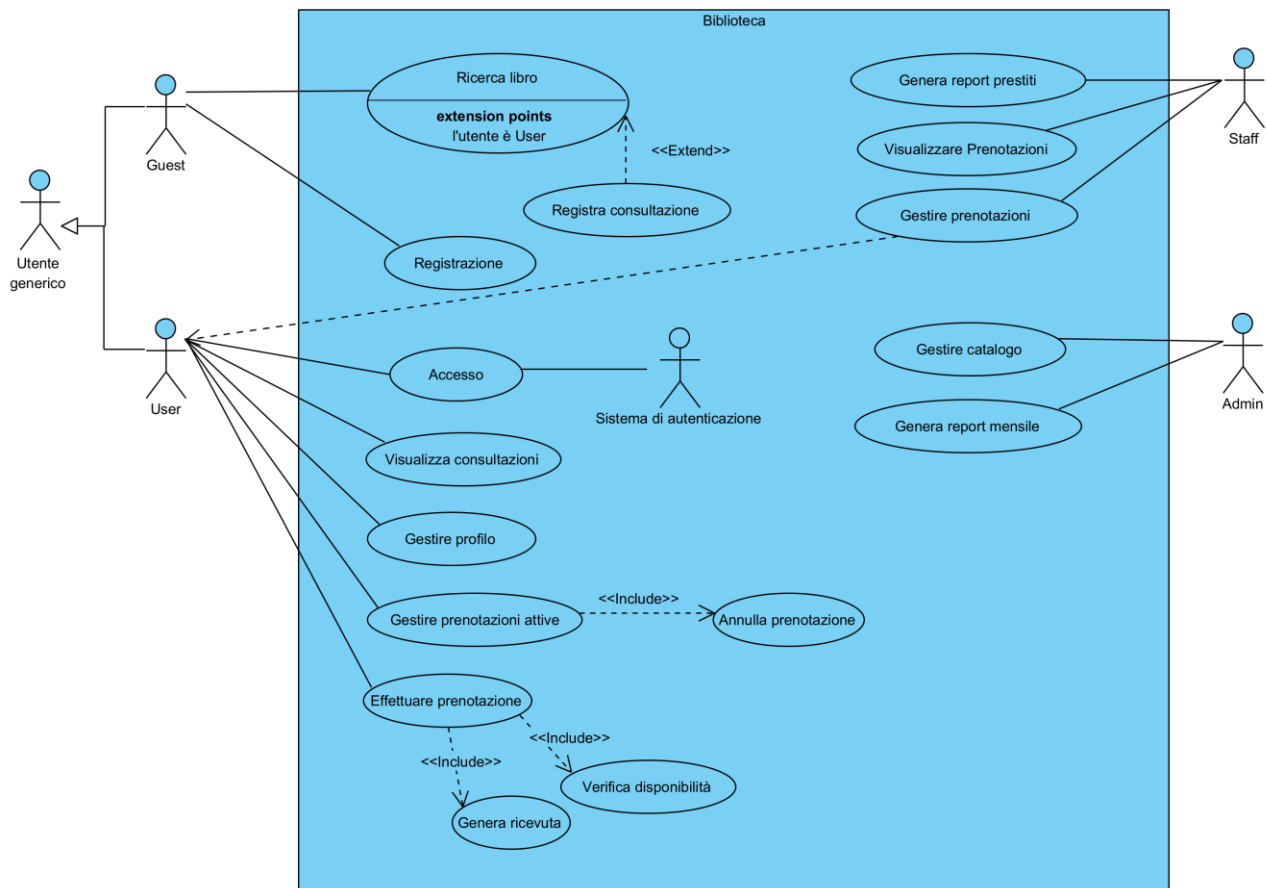 Biblioteca
Ricerca libro
extension points
l'utente è User
<<Extend>>
Registra consultazione
Genera report prestiti
Visualizzare Prenotazioni
Gestire prenotazioni
Staff
Guest
Utente
generico
Registrazione
User
Accesso
Sistema di autenticazione
Gestire catalogo
Genera report mensile
Admin
Visualizza consultazioni
Gestire profilo
Gestire prenotazioni attive
<<Include>>
Annulla prenotazione
Effettuare prenotazione
<<Include>>
<<Include>>
Verifica disponibilità
Genera ricevuta